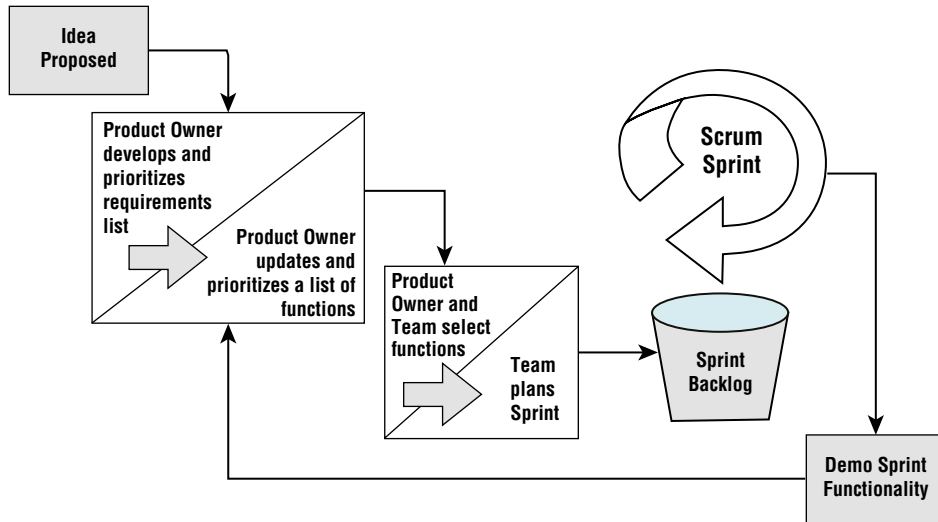 Idea
Proposed
Product Owner
develops and
prioritizes
requirements
list
Product Owner
updates and
prioritizes a list of
functions
Product
Owner and
Team select
functions
Team
plans
Sprint
Scrum
Sprint
Sprint
Backlog
Demo Sprint
Functionality